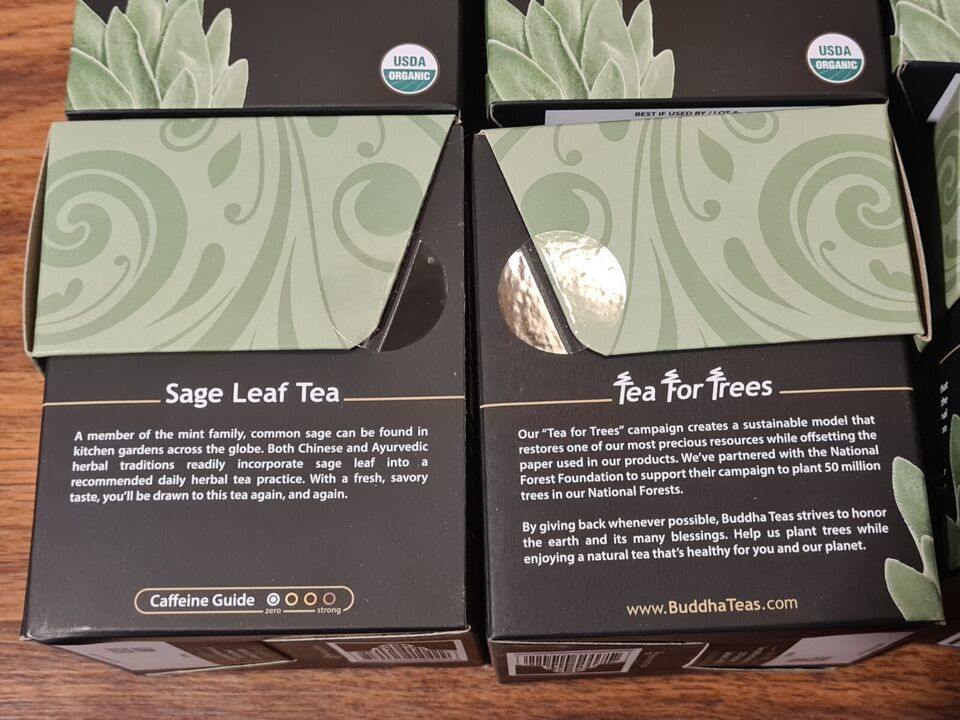 USDA
ORGANIC
USDA
ORGANIC
BEST IF USED BY / LOT #
Sage Leaf Tea
A member of the mint family, common sage can be found in
kitchen gardens across the globe. Both Chinese and Ayurvedic
herbal traditions readily incorporate sage leaf into a
recommended daily herbal tea practice. With a fresh, savory
taste, you'll be drawn to this tea again, and again.
Caffeine Guide
zero
strong
Tea For Trees
Our "Tea for Trees" campaign creates a sustainable model that
restores one of our most precious resources while offsetting the
paper used in our products. We've partnered with the National
Forest Foundation to support their campaign to plant 50 million
trees in our National Forests.
By giving back whenever possible, Buddha Teas strives to honor
the earth and its many blessings. Help us plant trees while
enjoying a natural tea that's healthy for you and our planet.
www.BuddhaTeas.com